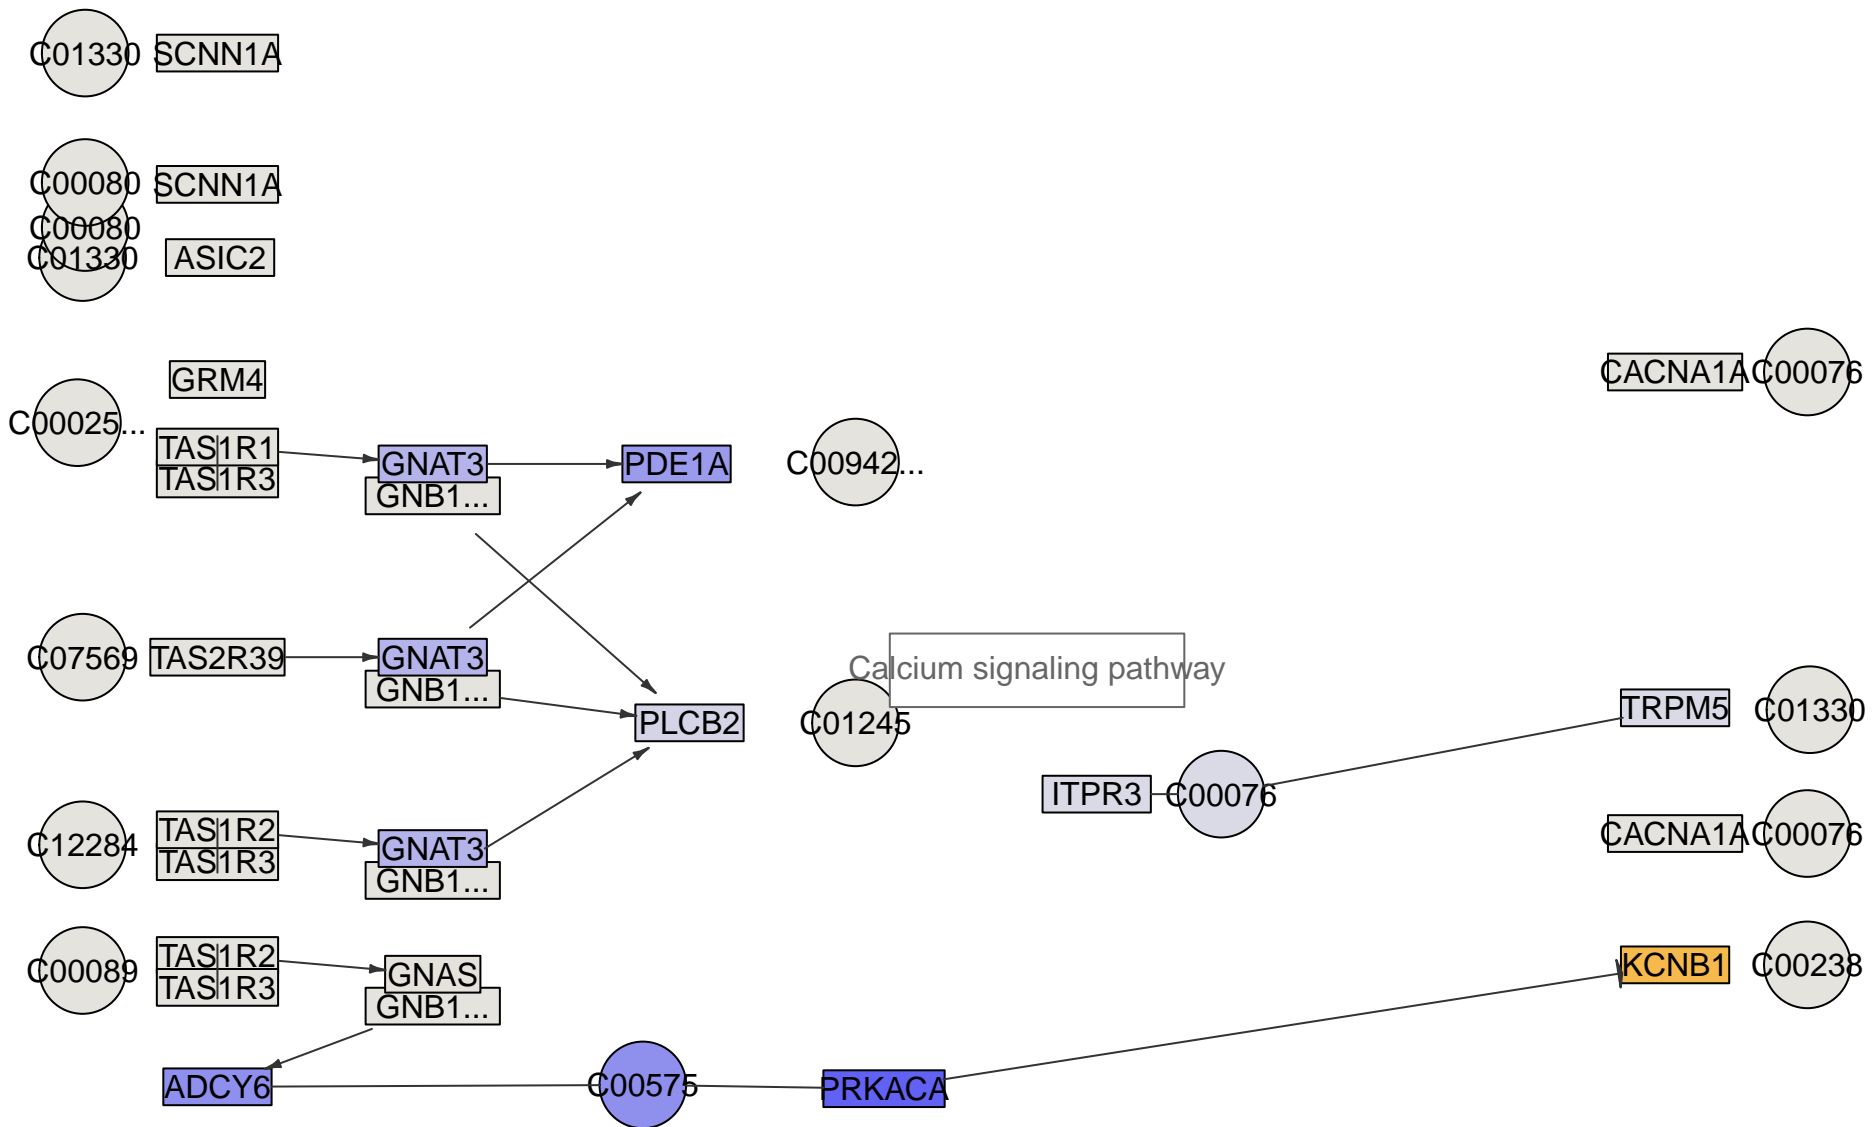 C01330 SCNN1A
C00080 SCNN1A
C00080
C01330 ASIC2
GRM4
CACNA1A C00076
C00025...
TAS1R1
GNAT3 PDE1A C00942...
TAS1R3
GNB1...
C07569 TAS2R39 GNAT3
Calcium signaling pathway
GNB1...
PLCB2 C01245
TRPM5 C01330
ITPR3 C00076
TAS1R2
CACNA1A C00076
C12284
GNAT3
TAS1R3
GNB1...
TAS1R2
KCNB1 C00238
C00089
GNAS
TAS1R3
GNB1...
ADCY6 C00575 PRKACA